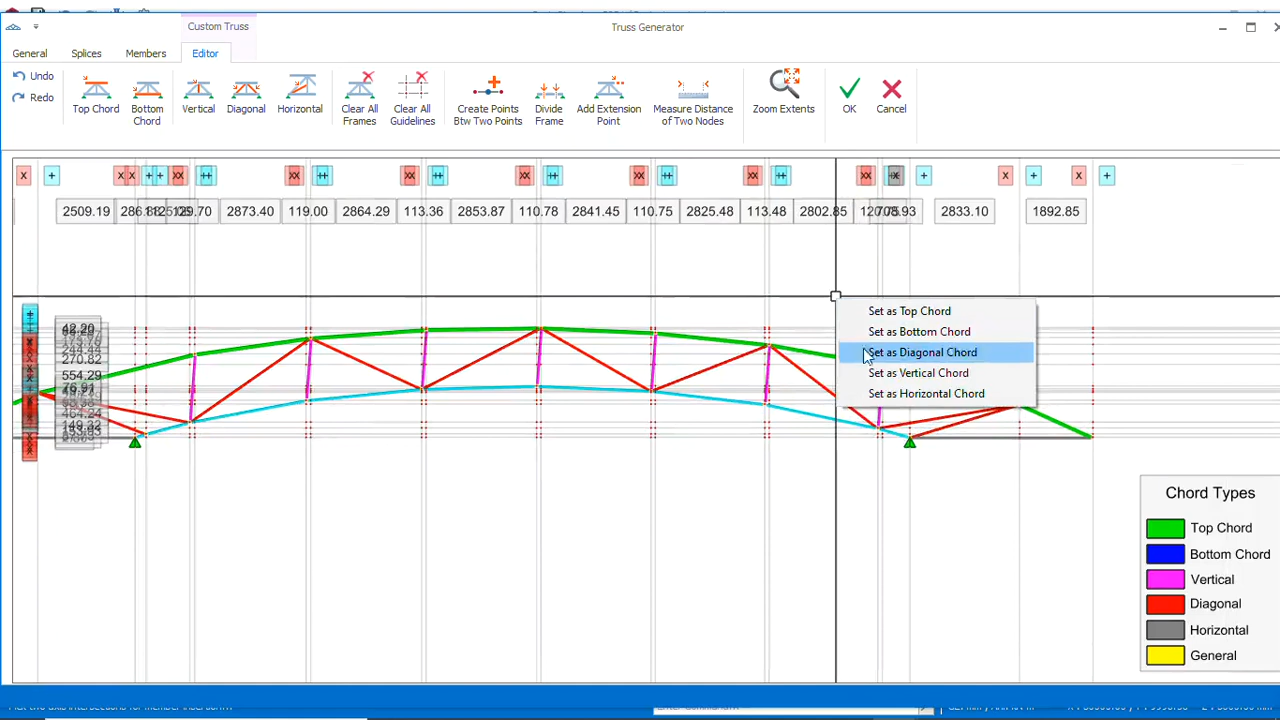 Custom Truss
Truss Generator
General
Splices
Members
Editor
Undo
Redo
Top Chord
Bottom Chord
Vertical
Diagonal
Horizontal
Clear All Frames
Clear All Guidelines
Create Points Btw Two Points
Divide Frame
Add Extension Point
Measure Distance of Two Nodes
Zoom Extents
OK
Cancel
2509.19
2873.40
119.00
2864.29
113.36
2853.87
110.78
2841.45
110.75
2825.48
113.48
2802.85
2833.10
1892.85
270.82
554.29
464.24
Set as Top Chord
Set as Bottom Chord
Set as Diagonal Chord
Set as Vertical Chord
Set as Horizontal Chord
Chord Types
Top Chord
Bottom Chord
Vertical
Diagonal
Horizontal
General